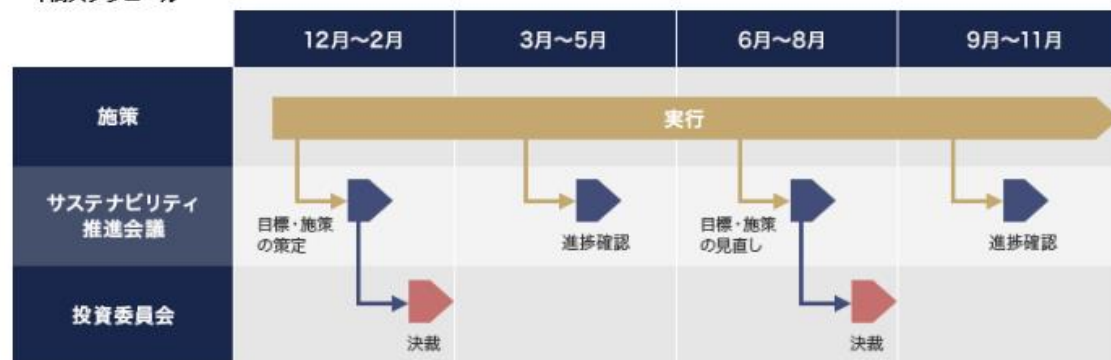 12月～2月
3月～5月
6月～8月
9月～11月
施策
実行
サステナビリティ
推進会議
目標・施策
の策定
進捗確認
目標・施策
の見直し
進捗確認
投資委員会
決裁
決裁